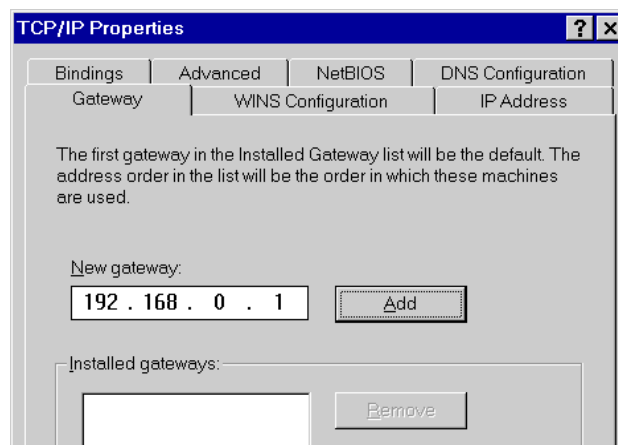 TCP/IP Properties
Bindings Advanced NetBIOS DNS Configuration
Gateway WINS Configuration IP Address
The first gateway in the Installed Gateway list will be the default. The
address order in the list will be the order in which these machines
are used.
New gateway:
192 . 168 . 0 . 1 Add
Installed gateways:
Remove